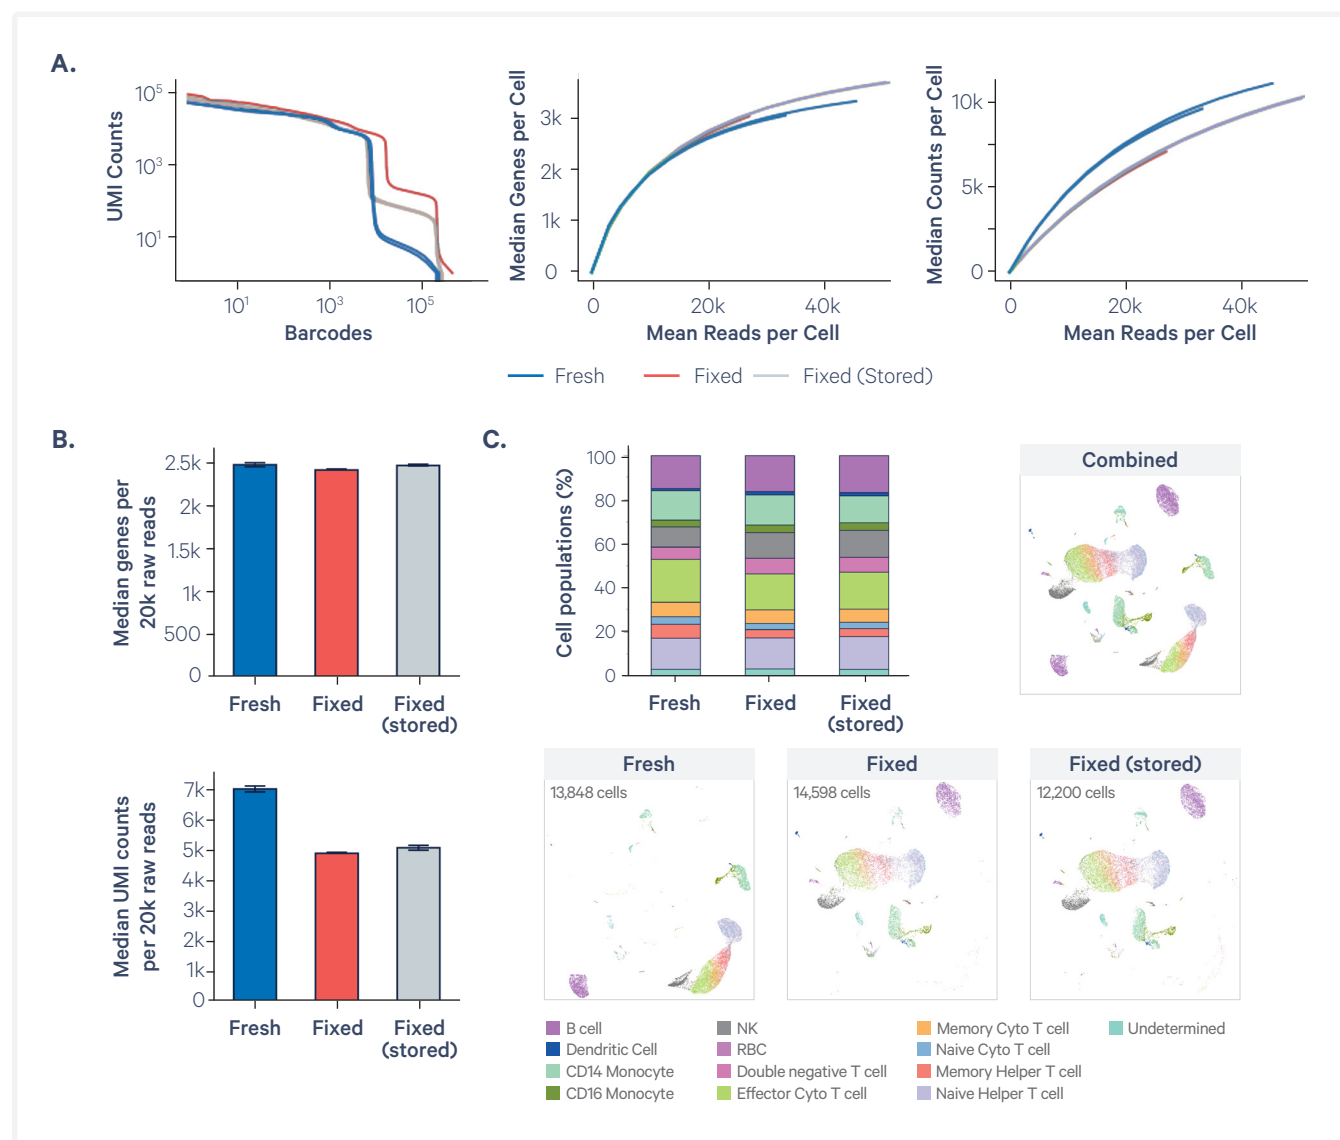 A.
UMI Counts
10⁵
10³
10¹
10¹
10³
10⁵
Barcodes
Median Genes per Cell
3k
2k
1k
0
0
20k
40k
Mean Reads per Cell
Median Counts per Cell
10k
5k
0
0
20k
40k
Mean Reads per Cell
Fresh
Fixed
Fixed (Stored)
B.
Median genes per
20k raw reads
2.5k
2k
1.5k
1k
500
0
Fresh
Fixed
Fixed
(stored)
Median UMI counts
per 20k raw reads
7k
6k
5k
4k
3k
2k
1k
0
Fresh
Fixed
Fixed
(stored)
C.
Cell populations (%)
100
80
60
40
20
0
Fresh
Fixed
Fixed
(stored)
Combined
Fresh
13,848 cells
Fixed
14,598 cells
Fixed (stored)
12,200 cells
B cell
Dendritic Cell
CD14 Monocyte
CD16 Monocyte
NK
RBC
Double negative T cell
Effector Cyto T cell
Memory Cyto T cell
Naive Cyto T cell
Memory Helper T cell
Naive Helper T cell
Undetermined